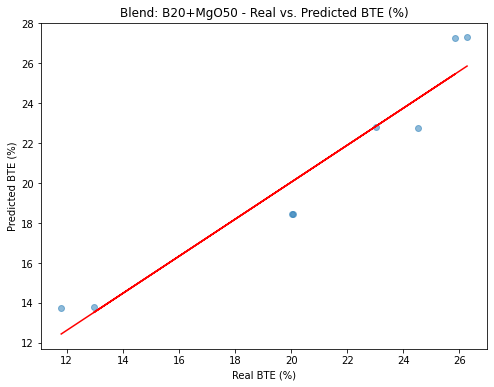 Blend: B20+MgO50 - Real vs. Predicted BTE (%)
Predicted BTE (%)
28
26
24
22
20
18
16
14
12
12 14 16 18 20 22 24 26
Real BTE (%)